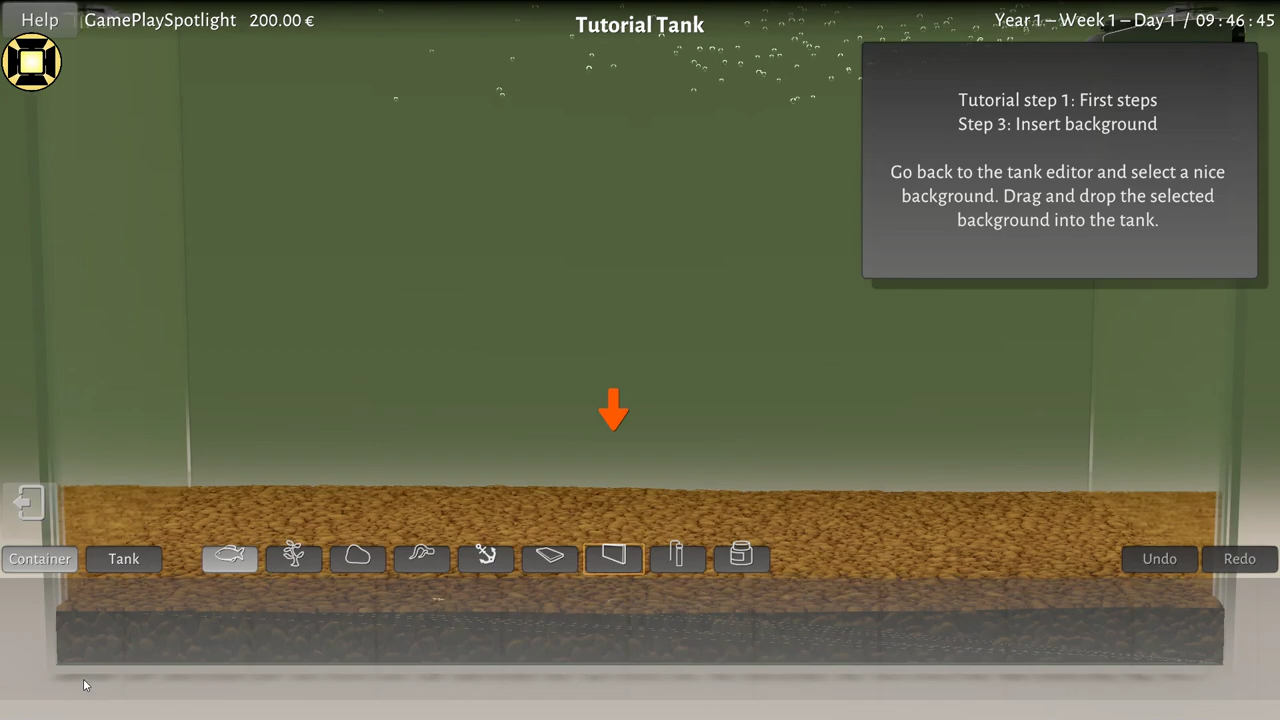 Help
GamePlaySpotlight 200.00 €
Tutorial Tank
Year 1 – Week 1 – Day 1 / 09:46:45
Tutorial step 1: First steps
Step 3: Insert background
Go back to the tank editor and select a nice
background. Drag and drop the selected
background into the tank.
Container
Tank
Undo
Redo